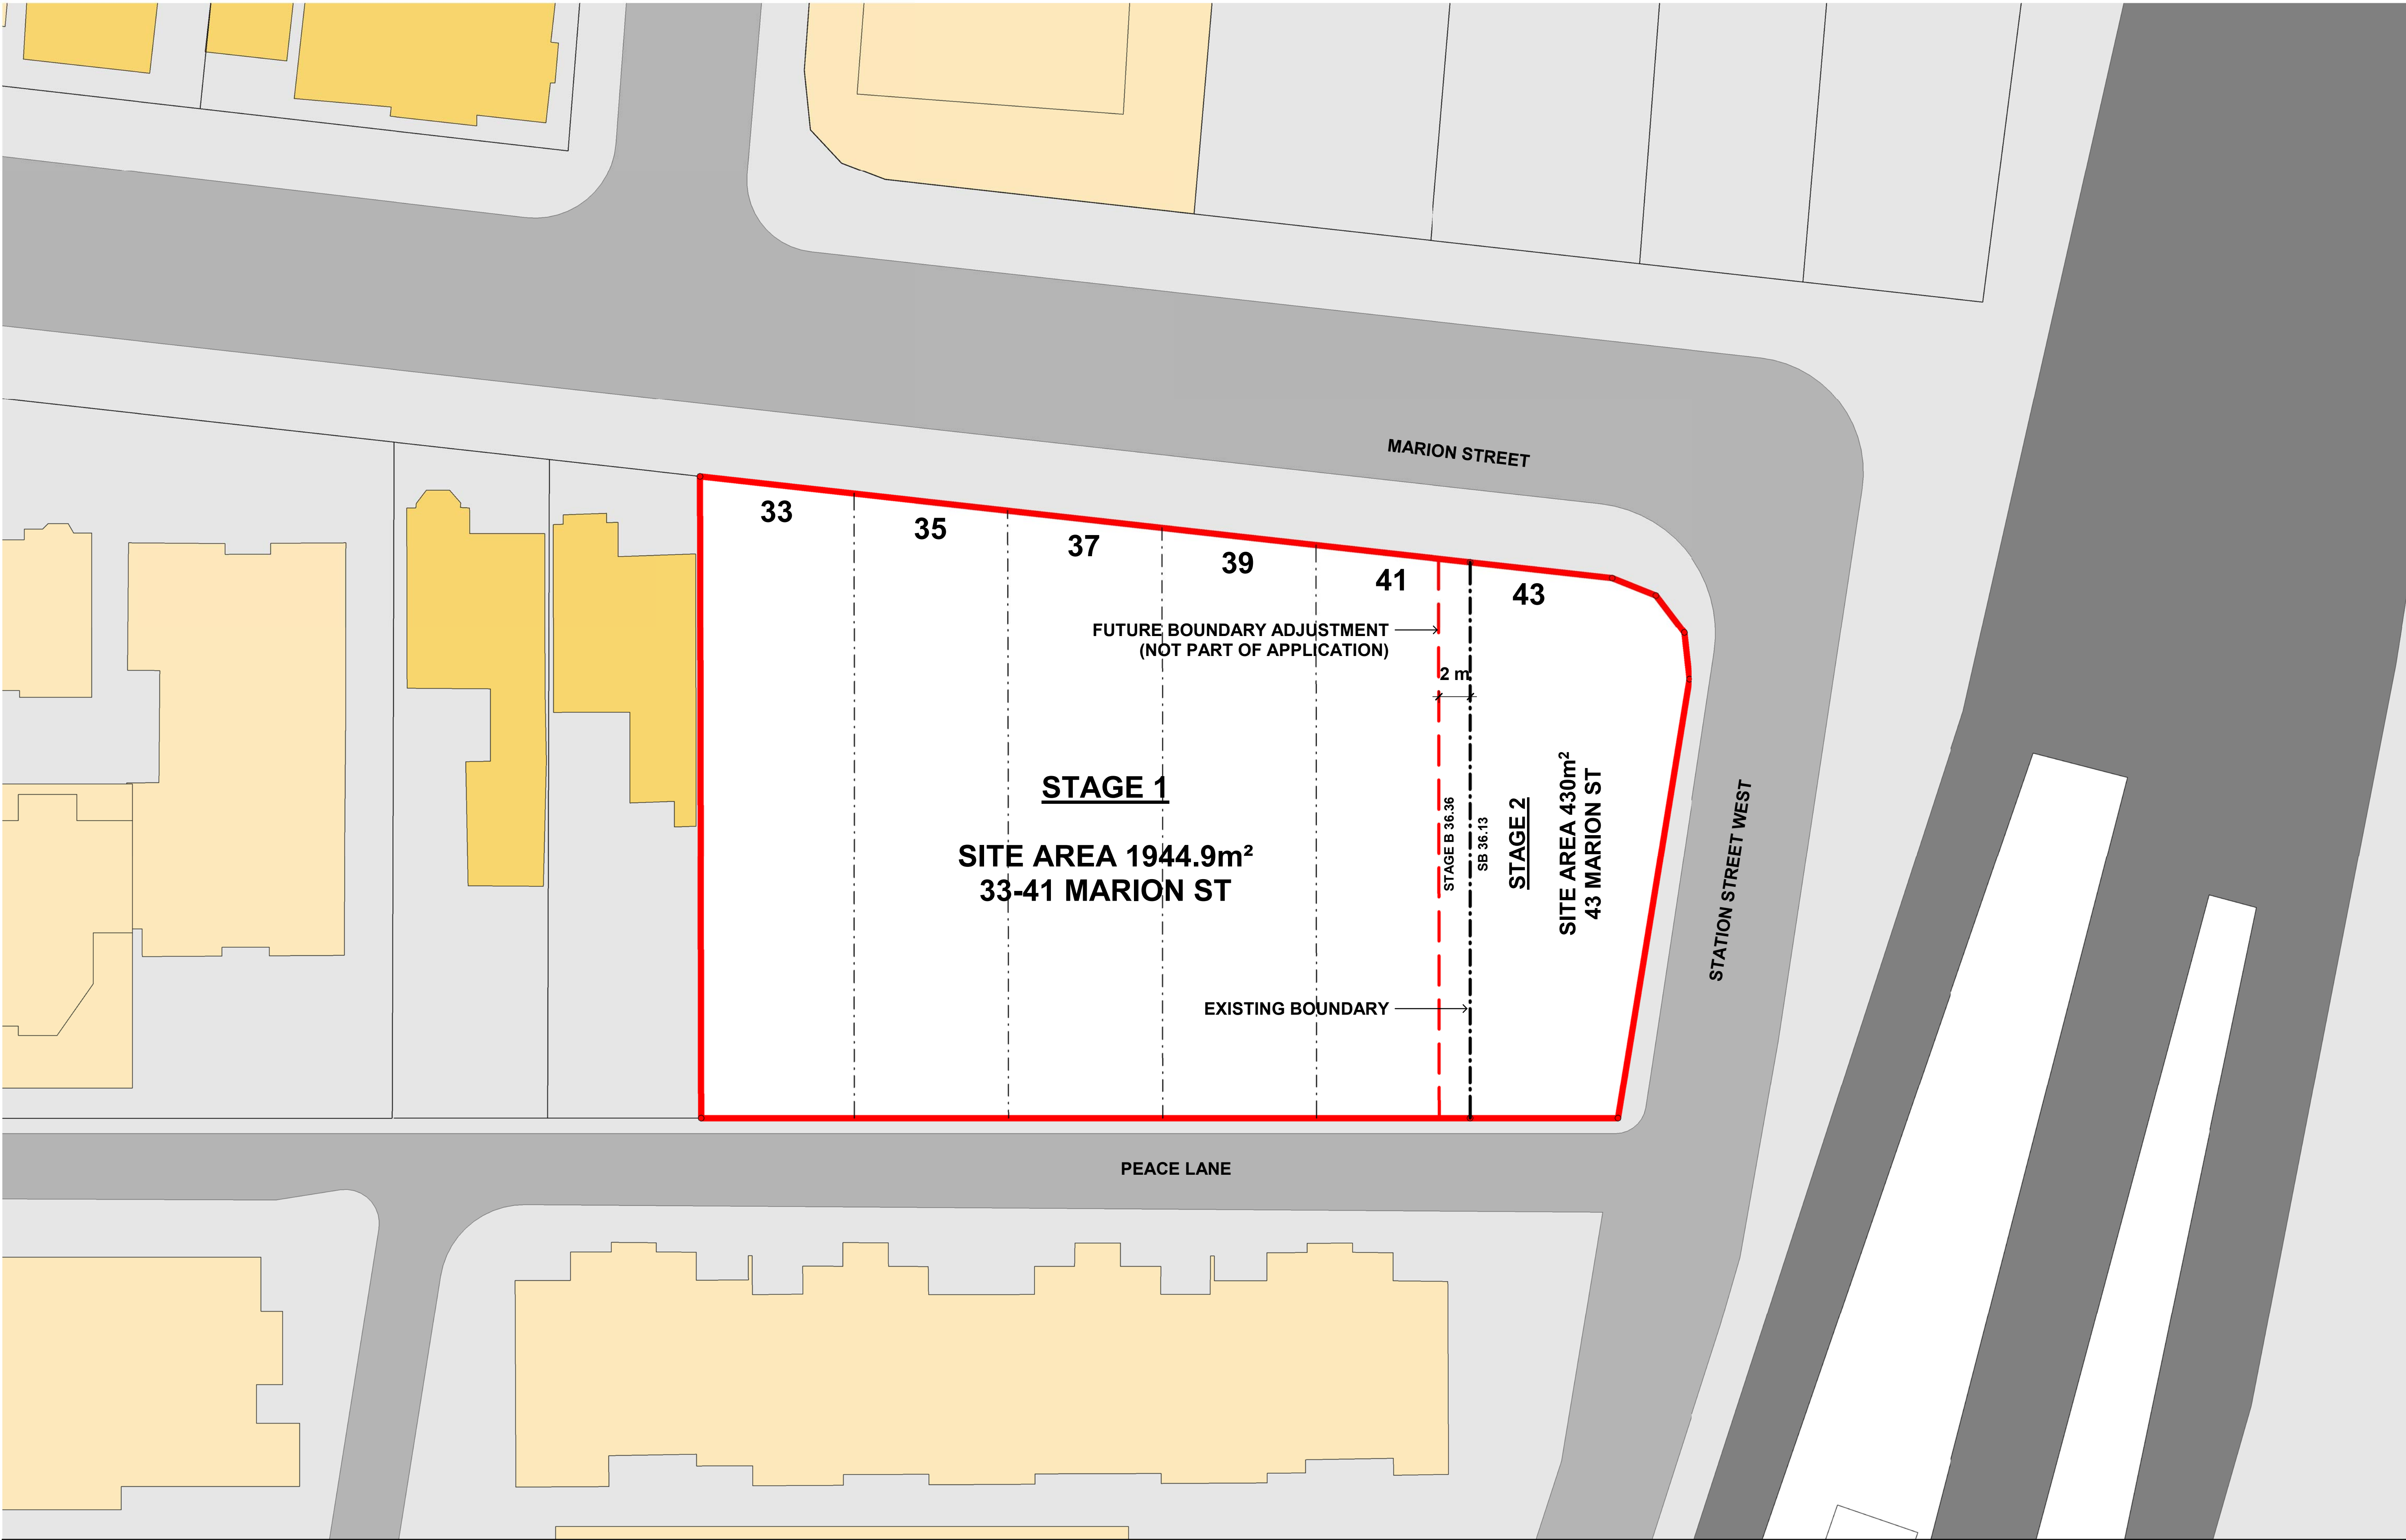 MARION STREET
33
35
37
39
41
43
FUTURE BOUNDARY ADJUSTMENT
(NOT PART OF APPLICATION)
2 m
STAGE 1
SITE AREA 1944.9m²
33-41 MARION ST
STAGE B 36.36
SB 36.13
STAGE 2
SITE AREA 430m²
43 MARION ST
STATION STREET WEST
EXISTING BOUNDARY
PEACE LANE